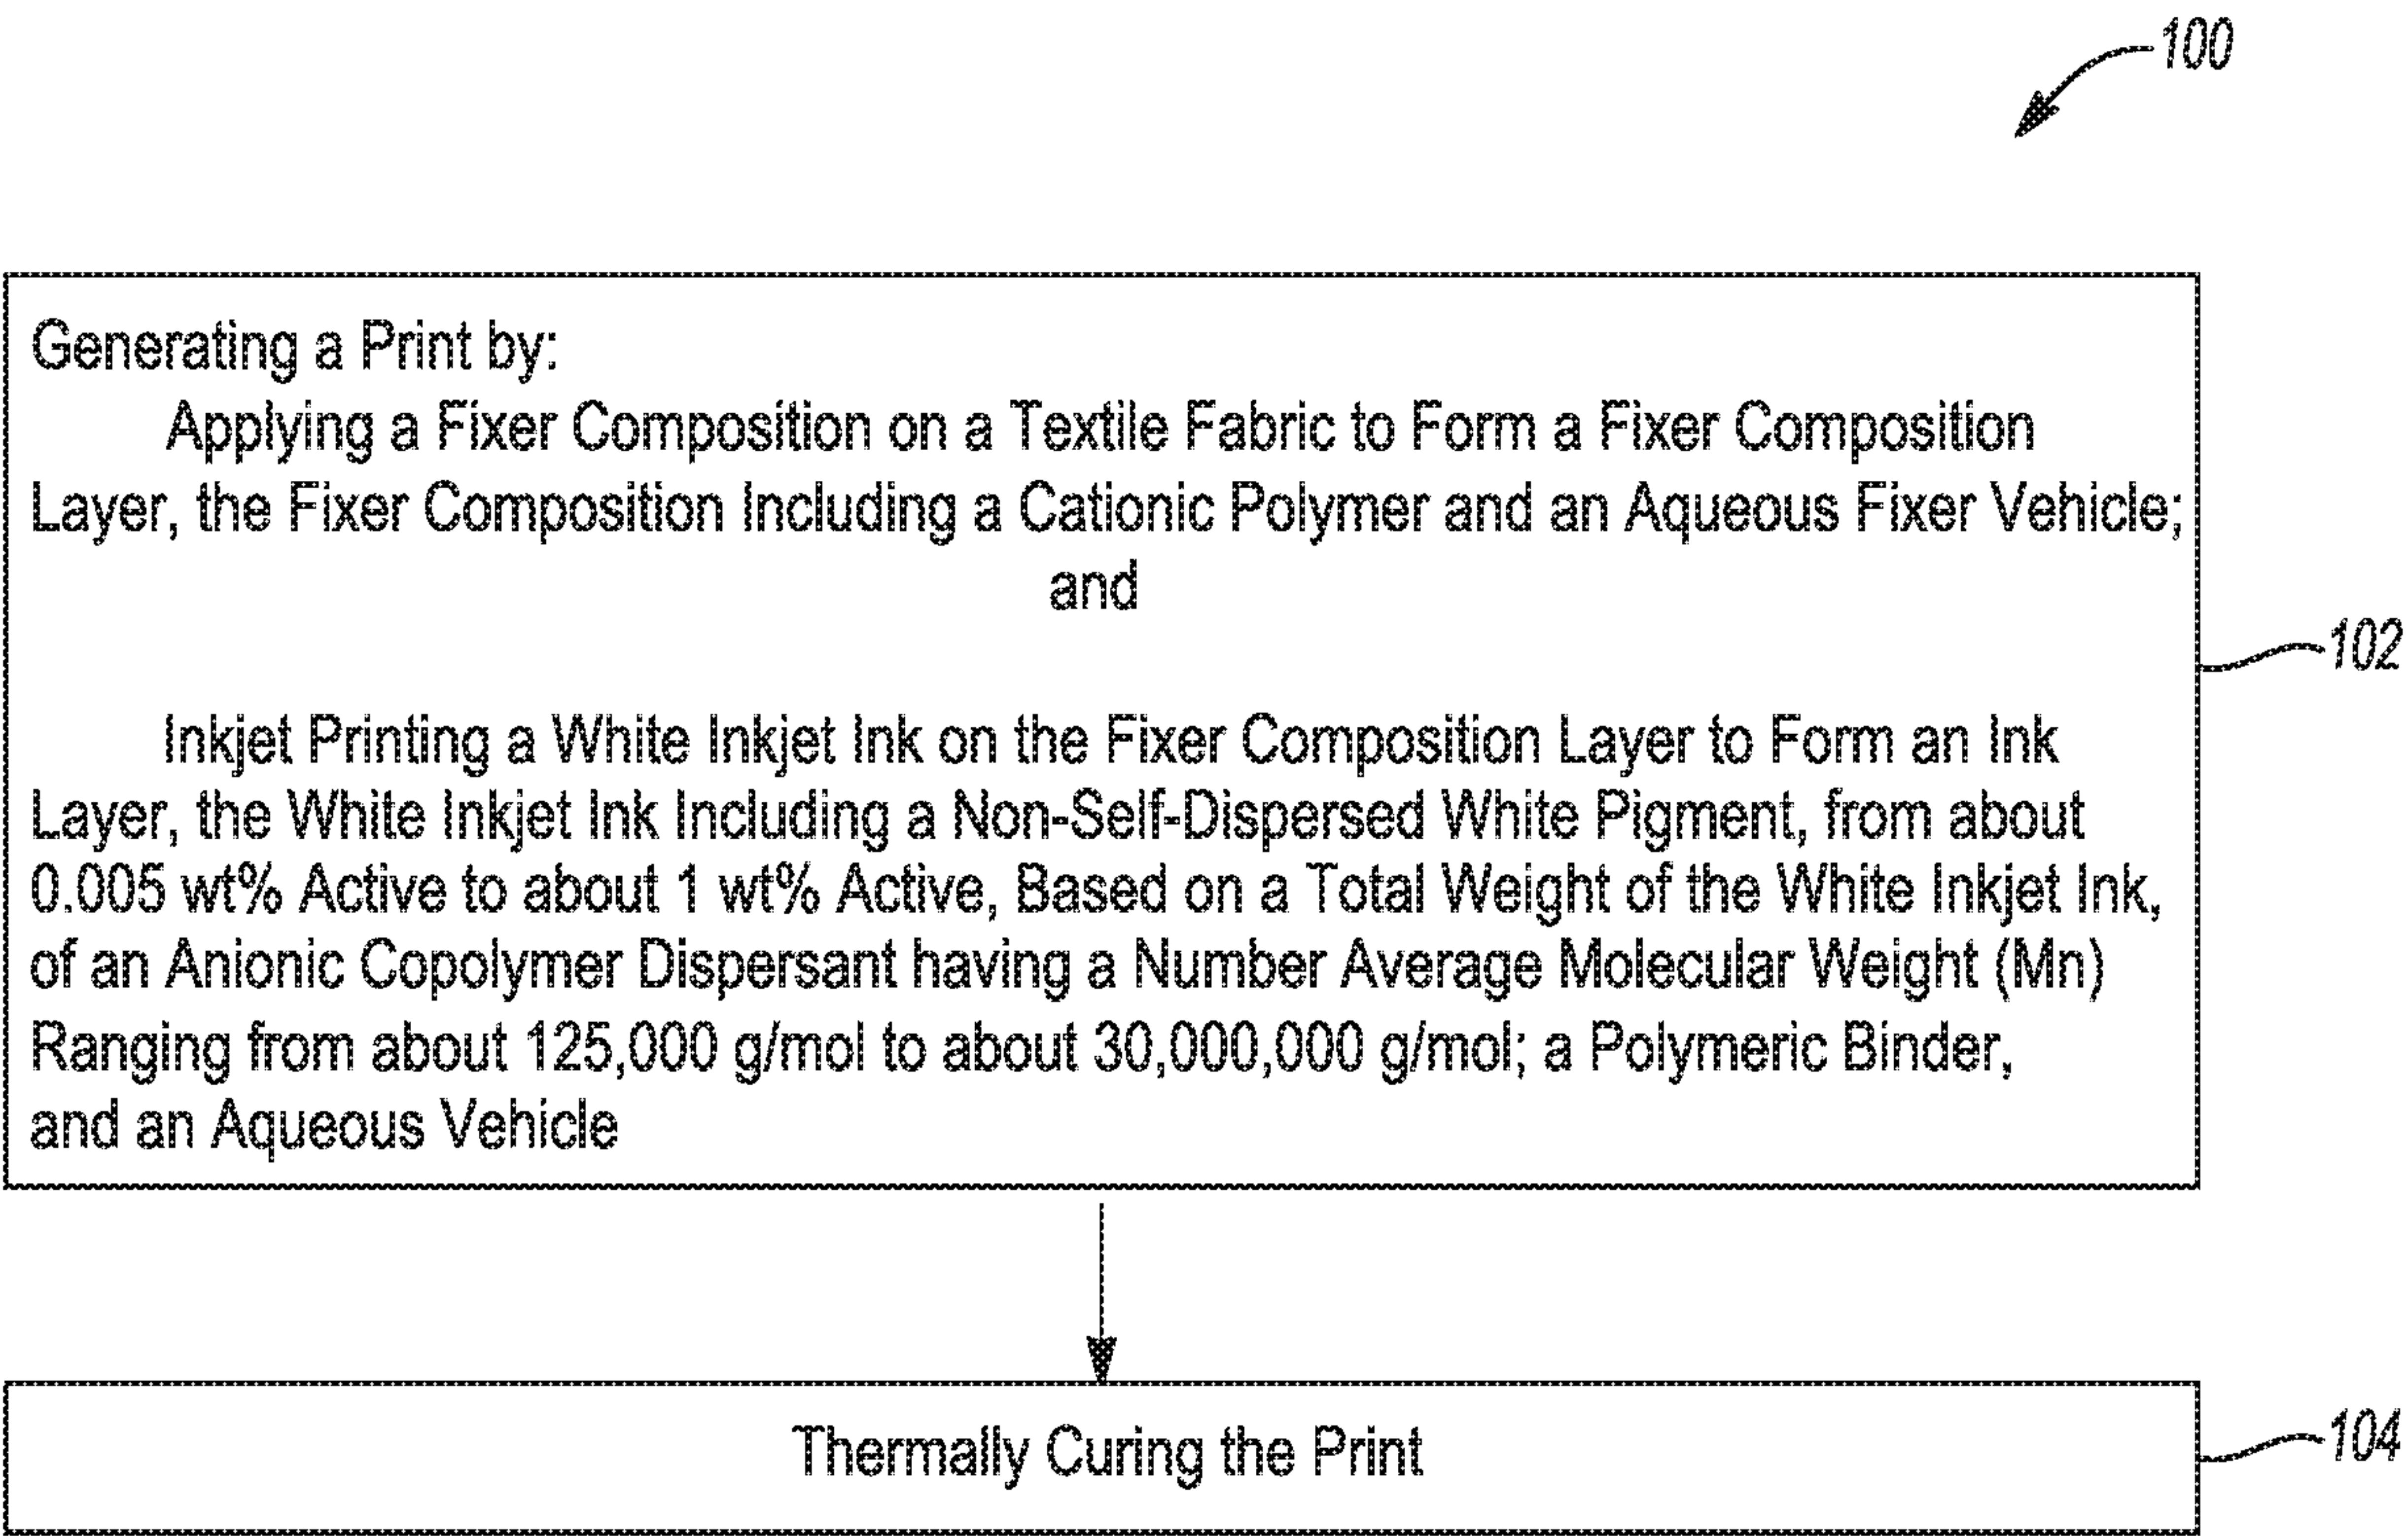 100
Generating a Print by:
Applying a Fixer Composition on a Textile Fabric to Form a Fixer Composition
Layer, the Fixer Composition Including a Cationic Polymer and an Aqueous Fixer Vehicle;
and
102
Inkjet Printing a White Inkjet Ink on the Fixer Composition Layer to Form an Ink
Layer, the White Inkjet Ink Including a Non-Self-Dispersed White Pigment, from about
0.005 wt% Active to about 1 wt% Active, Based on a Total Weight of the White Inkjet Ink,
of an Anionic Copolymer Dispersant having a Number Average Molecular Weight (Mn)
Ranging from about 125,000 g/mol to about 30,000,000 g/mol; a Polymeric Binder,
and an Aqueous Vehicle
Thermally Curing the Print
104